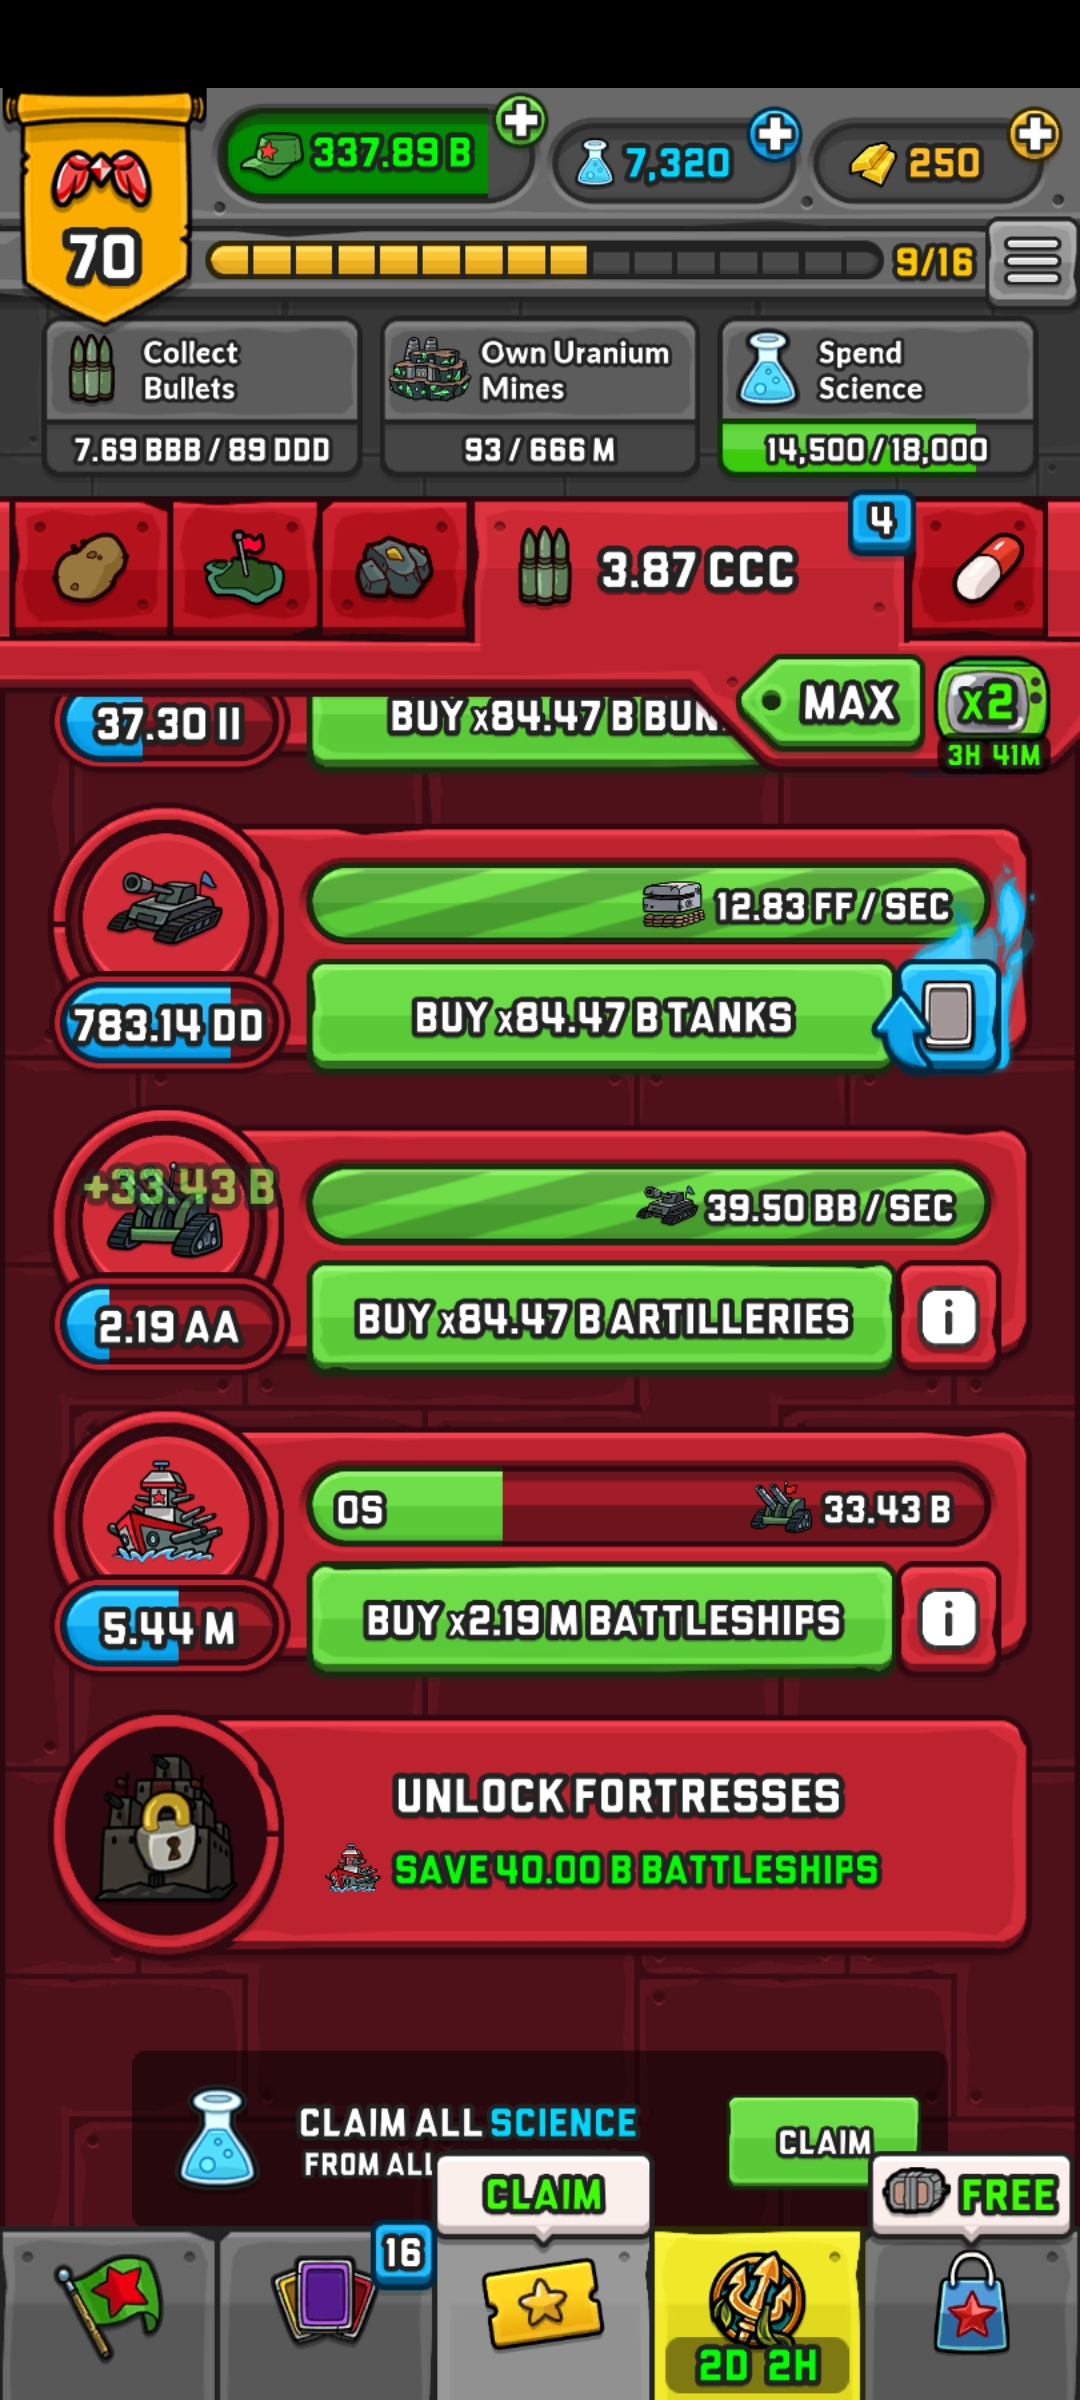 337.89 B
7,320
250
70
9/16
Collect
Bullets
7.69 BBB / 89 DDD
Own Uranium
Mines
93 / 666 M
Spend
Science
14,500/18,000
3.87 CCC
4
MAX
x2
3H 41M
37.30 II
BUY x84.47 B BUN
12.83 FF / SEC
783.14 DD
BUY x84.47 B TANKS
+33.43 B
39.50 BB / SEC
2.19 AA
BUY x84.47 B ARTILLERIES
i
0S
33.43 B
5.44 M
BUY x2.19 M BATTLESHIPS
i
UNLOCK FORTRESSES
SAVE 40.00 B BATTLESHIPS
CLAIM ALL SCIENCE
FROM ALL
CLAIM
CLAIM
FREE
16
2D 2H